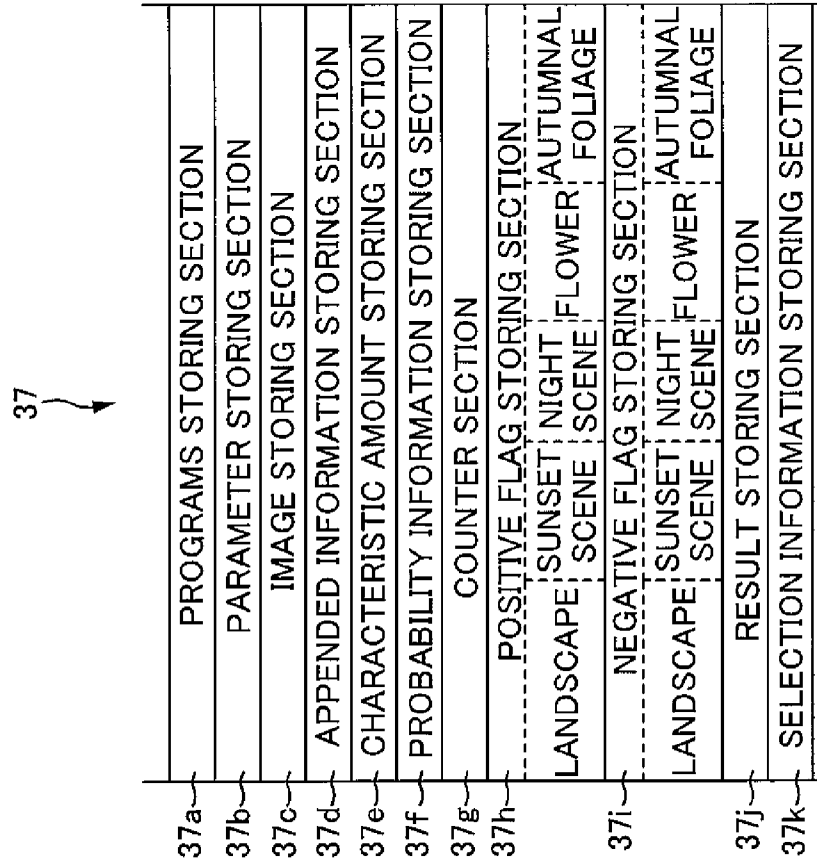 37
37a PROGRAMS STORING SECTION
37b PARAMETER STORING SECTION
37c IMAGE STORING SECTION
37d APPENDED INFORMATION STORING SECTION
37e CHARACTERISTIC AMOUNT STORING SECTION
37f PROBABILITY INFORMATION STORING SECTION
37g COUNTER SECTION
37h POSITIVE FLAG STORING SECTION
LANDSCAPE
SUNSET
SCENE
NIGHT
SCENE
FLOWER
AUTUMNAL
FOLIAGE
37i NEGATIVE FLAG STORING SECTION
LANDSCAPE
SUNSET
SCENE
NIGHT
SCENE
FLOWER
AUTUMNAL
FOLIAGE
37j RESULT STORING SECTION
37k SELECTION INFORMATION STORING SECTION